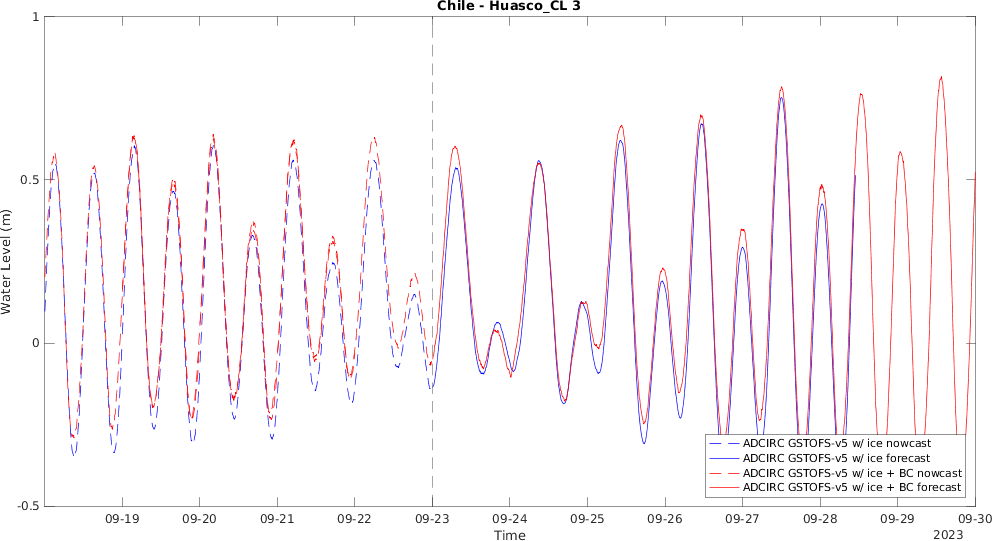 Chile - Huasco_CL 3
Water Level (m)
1
0.5
0
-0.5
ADCIRC GSTOFS-v5 w/ ice nowcast
ADCIRC GSTOFS-v5 w/ ice forecast
ADCIRC GSTOFS-v5 w/ ice + BC nowcast
ADCIRC GSTOFS-v5 w/ ice + BC forecast
09-19 09-20 09-21 09-22 09-23 09-24 09-25 09-26 09-27 09-28 09-29 09-30
Time
2023